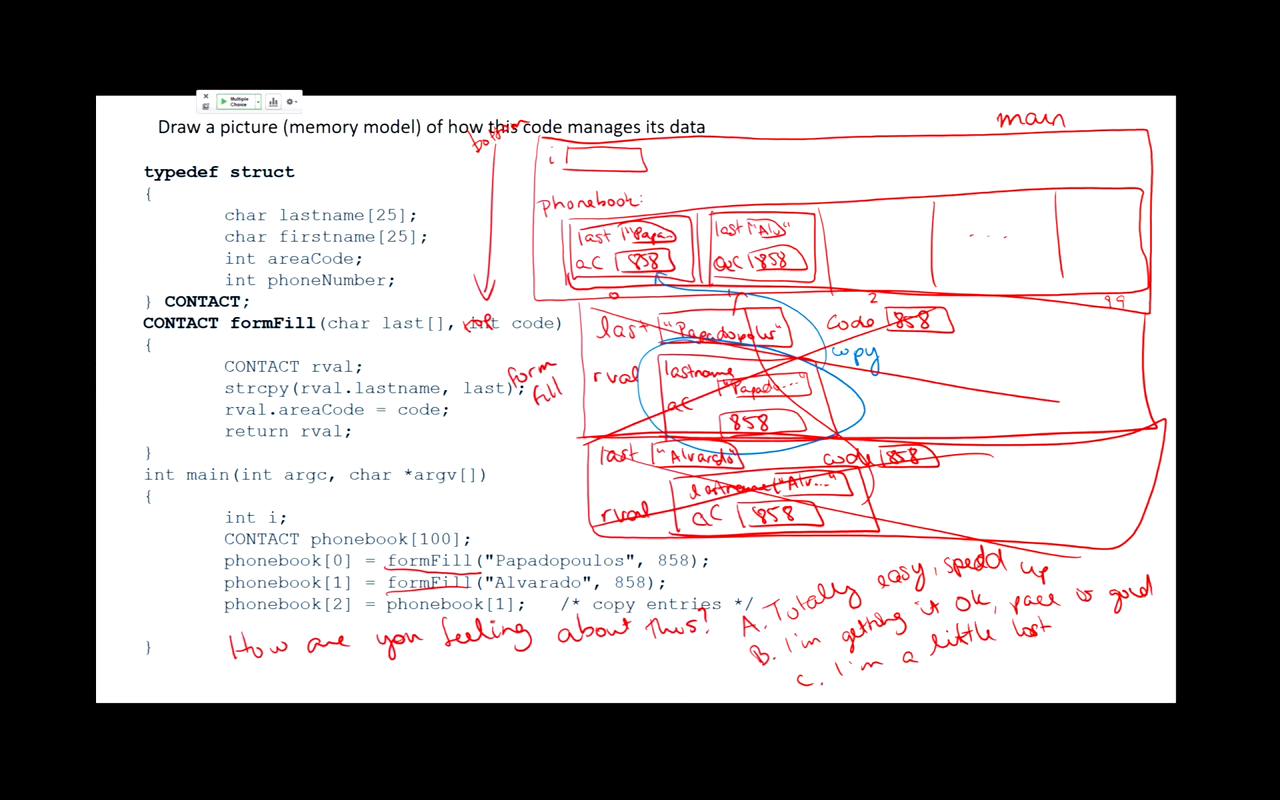 Multiple
Choice
Draw a picture (memory model) of how this code manages its data
bottom
main
typedef struct
{
char lastname[25];
char firstname[25];
int areaCode;
int phoneNumber;
} CONTACT;
CONTACT formFill(char last[], int code)
{
CONTACT rval;
strcpy(rval.lastname, last);
rval.areaCode = code;
return rval;
}
int main(int argc, char *argv[])
{
int i;
CONTACT phonebook[100];
phonebook[0] = formFill("Papadopoulos", 858);
phonebook[1] = formFill("Alvarado", 858);
phonebook[2] = phonebook[1]; /* copy entries */
}
i
phonebook:
last "Papa
aC 858
last "Alv"
aC 858
....
0 1 2 99
top
form
fill
last "Papadopolus" code 858
rval lastname "Papado...."
aC 858
copy
last "Alvarado" code 858
rval lastname "Alv..."
aC 858
How are you feeling about this?
A. Totally easy, speed up
B. I'm getting it OK, pace is good
C. I'm a little lost